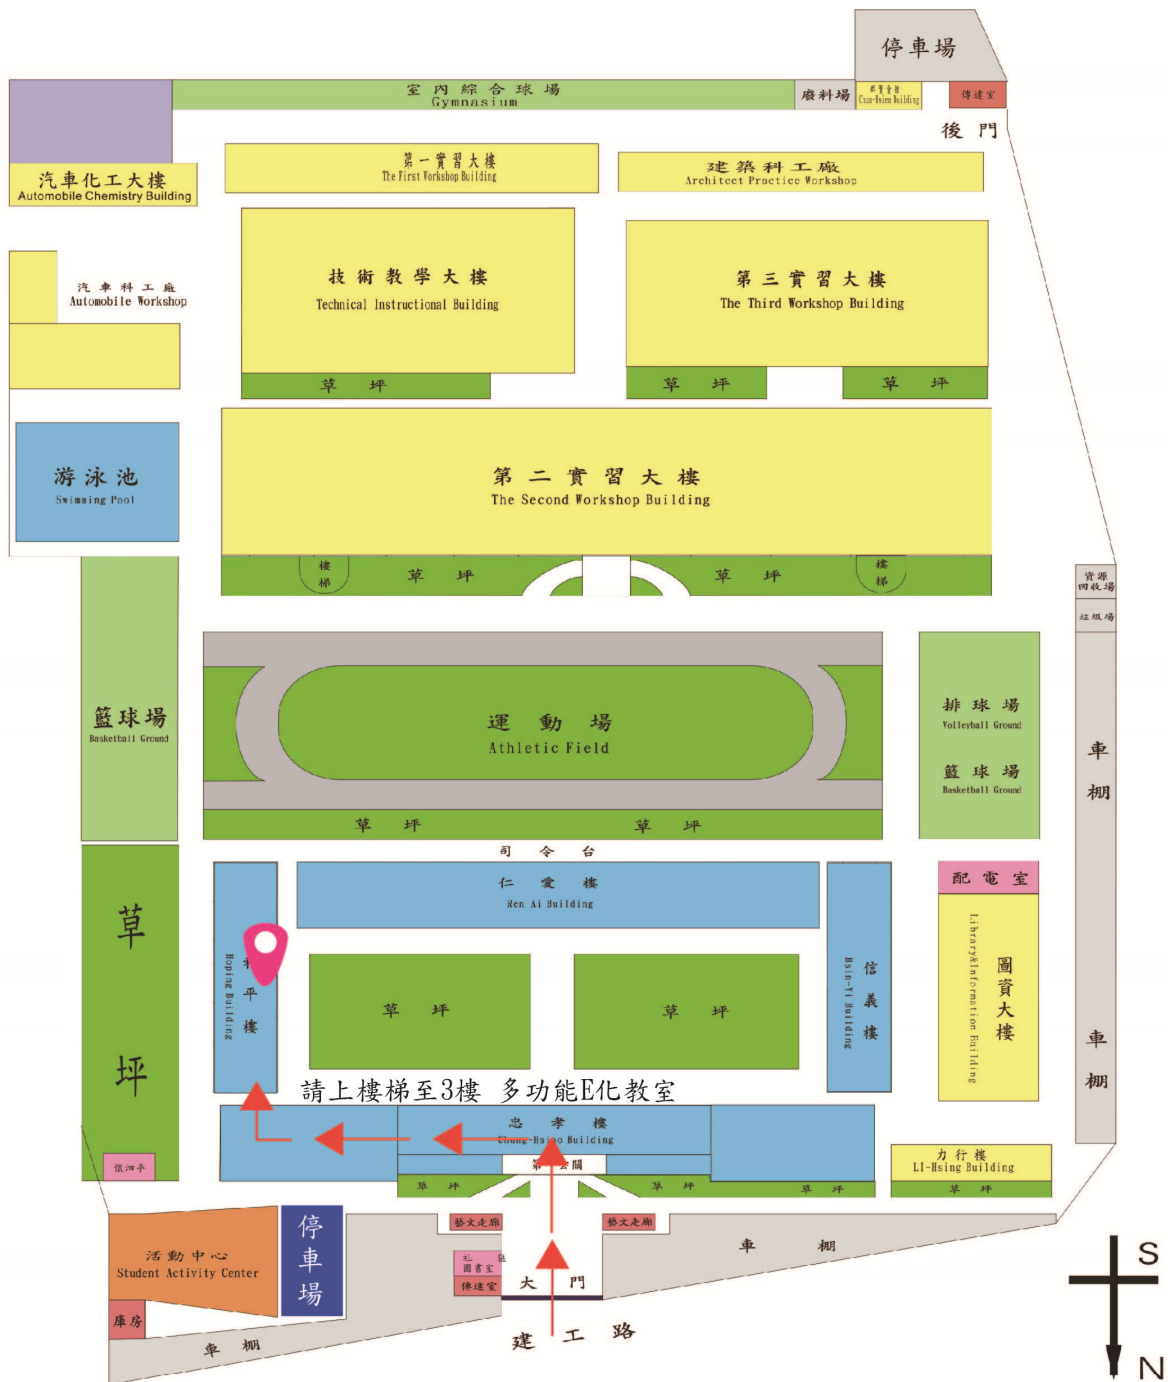 停車場
室內綜合球場
Gymnasium
廢料場
Chun-Hsien Building
傳達室
後門
汽車化工大樓
Automobile Chemistry Building
第一實習大樓
The First Workshop Building
建築科工廠
Architect Practice Workshop
汽車科工廠
Automobile Workshop
技術教學大樓
Technical Instructional Building
草坪
第三實習大樓
The Third Workshop Building
草坪
草坪
游泳池
Swimming Pool
第二實習大樓
The Second Workshop Building
樓梯
草坪
草坪
樓梯
資源回收場
垃圾場
籃球場
Basketball Ground
運動場
Athletic Field
排球場
Volleyball Ground
籃球場
Basketball Ground
車棚
草坪
草坪
司令台
草坪
平樓
Hoping Building
仁愛樓
Ren Ai Building
信義樓
Hsin-Yi Building
配電室
圖資大樓
Library&Information Building
車棚
草坪
草坪
請上樓梯至3樓 多功能E化教室
忠孝樓
Chung-Hsiao Building
力行樓
LI-Hsing Building
草坪
草坪
草坪
草坪
藝文走廊
藝文走廊
活動中心
Student Activity Center
停車場
圖書室
傳達室
大門
車棚
庫房
車棚
建工路
S
N